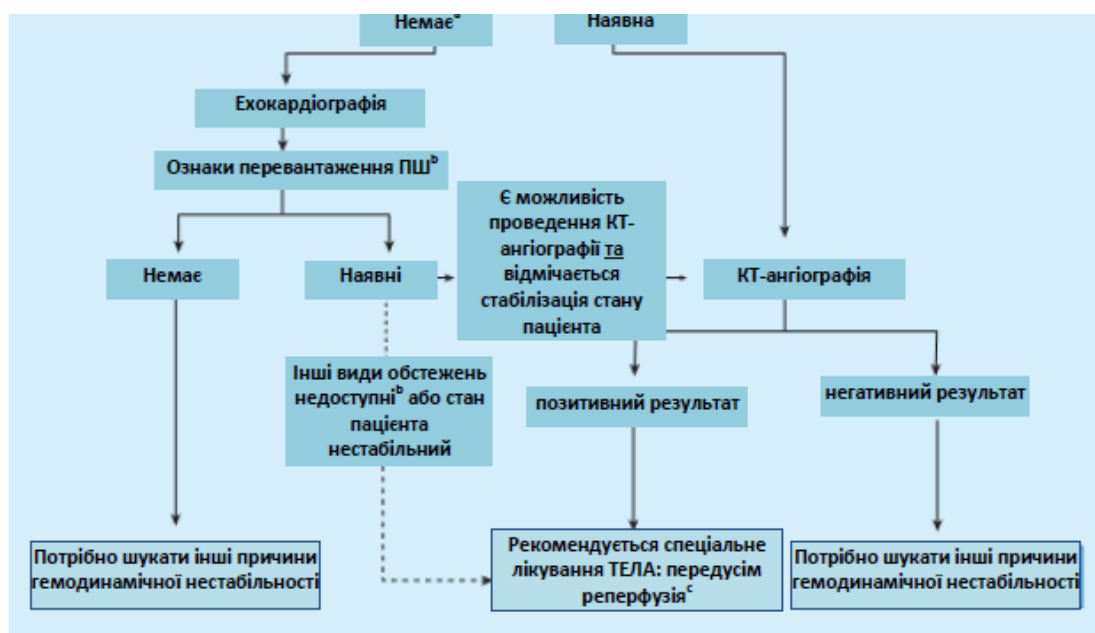 Немаєᵃ
Наявна
Ехокардіографія
Ознаки перевантаження ПШᵇ
Є можливість
проведення КТ-
ангіографії та
відмічається
стабілізація стану
пацієнта
Немає
Наявні
КТ-ангіографія
Інші види обстежень
недоступніᵇ або стан
пацієнта
нестабільний
позитивний результат
негативний результат
Потрібно шукати інші причини
гемодинамічної нестабільності
Рекомендується спеціальне
лікування ТЕЛА: передусім
реперфузіяᶜ
Потрібно шукати інші причини
гемодинамічної нестабільності